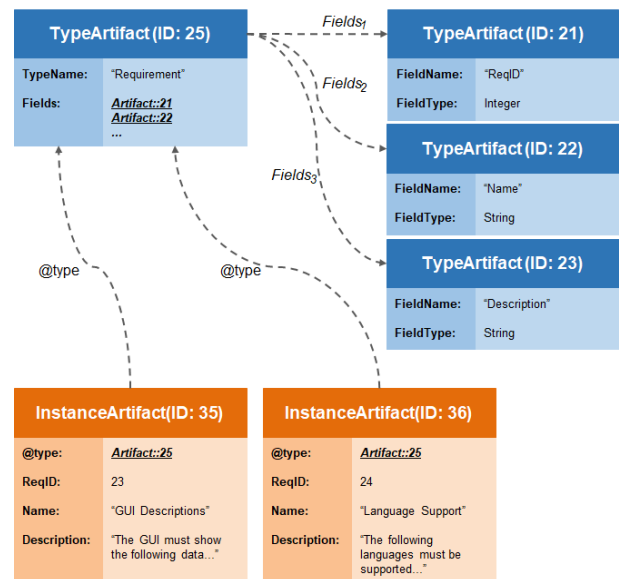 TypeArtifact (ID: 25)
TypeName: “Requirement”
Fields: Artifact::21
Artifact::22
...
Fields1
Fields2
Fields3
TypeArtifact (ID: 21)
FieldName: “ReqID”
FieldType: Integer
TypeArtifact (ID: 22)
FieldName: “Name”
FieldType: String
TypeArtifact (ID: 23)
FieldName: “Description”
FieldType: String
@type
@type
InstanceArtifact(ID: 35)
@type: Artifact::25
ReqID: 23
Name: “GUI Descriptions”
Description: “The GUI must show
the following data…”
InstanceArtifact(ID: 36)
@type: Artifact::25
ReqID: 24
Name: “Language Support”
Description: “The following
languages must be
supported…”